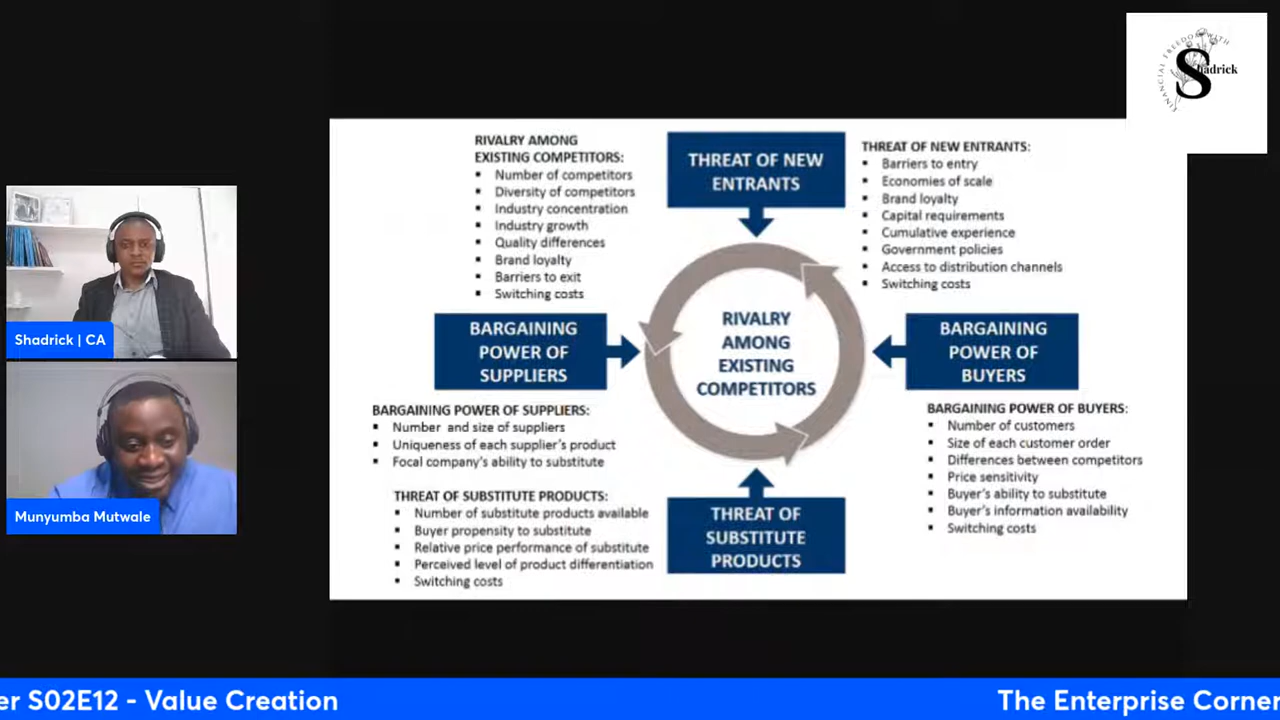 FINANCIAL FREEDOM WITH
Shadrick
RIVALRY AMONG
EXISTING COMPETITORS:
▪ Number of competitors
▪ Diversity of competitors
▪ Industry concentration
▪ Industry growth
▪ Quality differences
▪ Brand loyalty
▪ Barriers to exit
▪ Switching costs
THREAT OF NEW
ENTRANTS
THREAT OF NEW ENTRANTS:
▪ Barriers to entry
▪ Economies of scale
▪ Brand loyalty
▪ Capital requirements
▪ Cumulative experience
▪ Government policies
▪ Access to distribution channels
▪ Switching costs
BARGAINING
POWER OF
SUPPLIERS
RIVALRY
AMONG
EXISTING
COMPETITORS
BARGAINING
POWER OF
BUYERS
BARGAINING POWER OF SUPPLIERS:
▪ Number and size of suppliers
▪ Uniqueness of each supplier's product
▪ Focal company's ability to substitute
BARGAINING POWER OF BUYERS:
▪ Number of customers
▪ Size of each customer order
▪ Differences between competitors
▪ Price sensitivity
▪ Buyer's ability to substitute
▪ Buyer's information availability
▪ Switching costs
THREAT OF SUBSTITUTE PRODUCTS:
▪ Number of substitute products available
▪ Buyer propensity to substitute
▪ Relative price performance of substitute
▪ Perceived level of product differentiation
▪ Switching costs
THREAT OF
SUBSTITUTE
PRODUCTS
Shadrick | CA
Munyumba Mutwale
er S02E12 - Value Creation
The Enterprise Corner